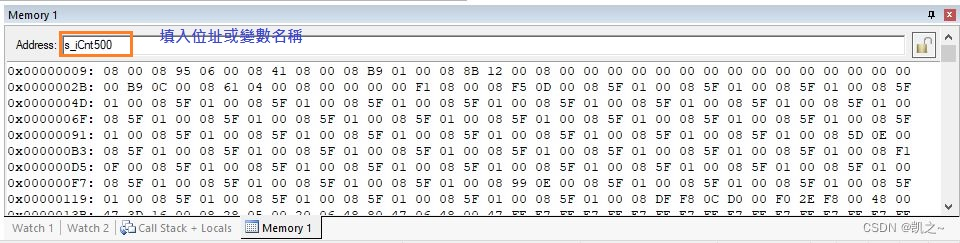 Memory 1
Address: s_iCnt500 填入位址或變數名稱
0x00000009: 08 00 08 95 06 00 08 41 08 00 08 B9 01 00 08 8B 12 00 08 00 00 00 00 00 00 00 00 00 00 00 00 00 00 00
0x0000002B: 00 B9 0C 00 08 61 04 00 08 00 00 00 00 F1 08 00 08 F5 0D 00 08 5F 01 00 08 5F 01 00 08 5F 01 00 08 5F
0x0000004D: 01 00 08 5F 01 00 08 5F 01 00 08 5F 01 00 08 5F 01 00 08 5F 01 00 08 5F 01 00 08 5F 01 00 08 5F 01 00
0x0000006F: 08 5F 01 00 08 5F 01 00 08 5F 01 00 08 5F 01 00 08 5F 01 00 08 5F 01 00 08 5F 01 00 08 5F 01 00 08 5F
0x00000091: 01 00 08 5F 01 00 08 5F 01 00 08 5F 01 00 08 5F 01 00 08 5F 01 00 08 5F 01 00 08 5F 01 00 08 5D 0E 00
0x000000B3: 08 5F 01 00 08 5F 01 00 08 5F 01 00 08 5F 01 00 08 5F 01 00 08 5F 01 00 08 5F 01 00 08 5F 01 00 08 F1
0x000000D5: 0F 00 08 5F 01 00 08 5F 01 00 08 5F 01 00 08 5F 01 00 08 5F 01 00 08 5F 01 00 08 5F 01 00 08 5F 01 00
0x000000F7: 08 5F 01 00 08 5F 01 00 08 5F 01 00 08 5F 01 00 08 99 0E 00 08 5F 01 00 08 5F 01 00 08 5F 01 00 08 5F
0x00000119: 01 00 08 5F 01 00 08 5F 01 00 08 5F 01 00 08 5F 01 00 08 5F 01 00 08 DF F8 0C D0 00 F0 2E F8 00 48 00
Watch 1 Watch 2 Call Stack + Locals Memory 1
CSDN @凯之~